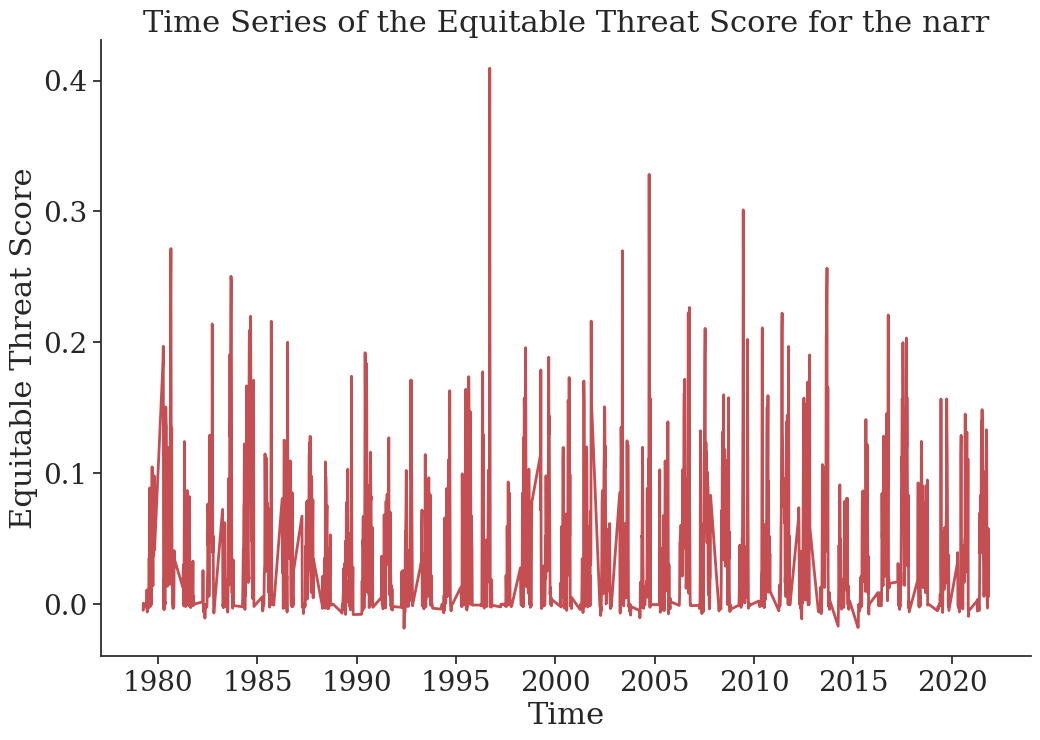 Time Series of the Equitable Threat Score for the narr
Equitable Threat Score
0.4
0.3
0.2
0.1
0.0
1980 1985 1990 1995 2000 2005 2010 2015 2020
Time